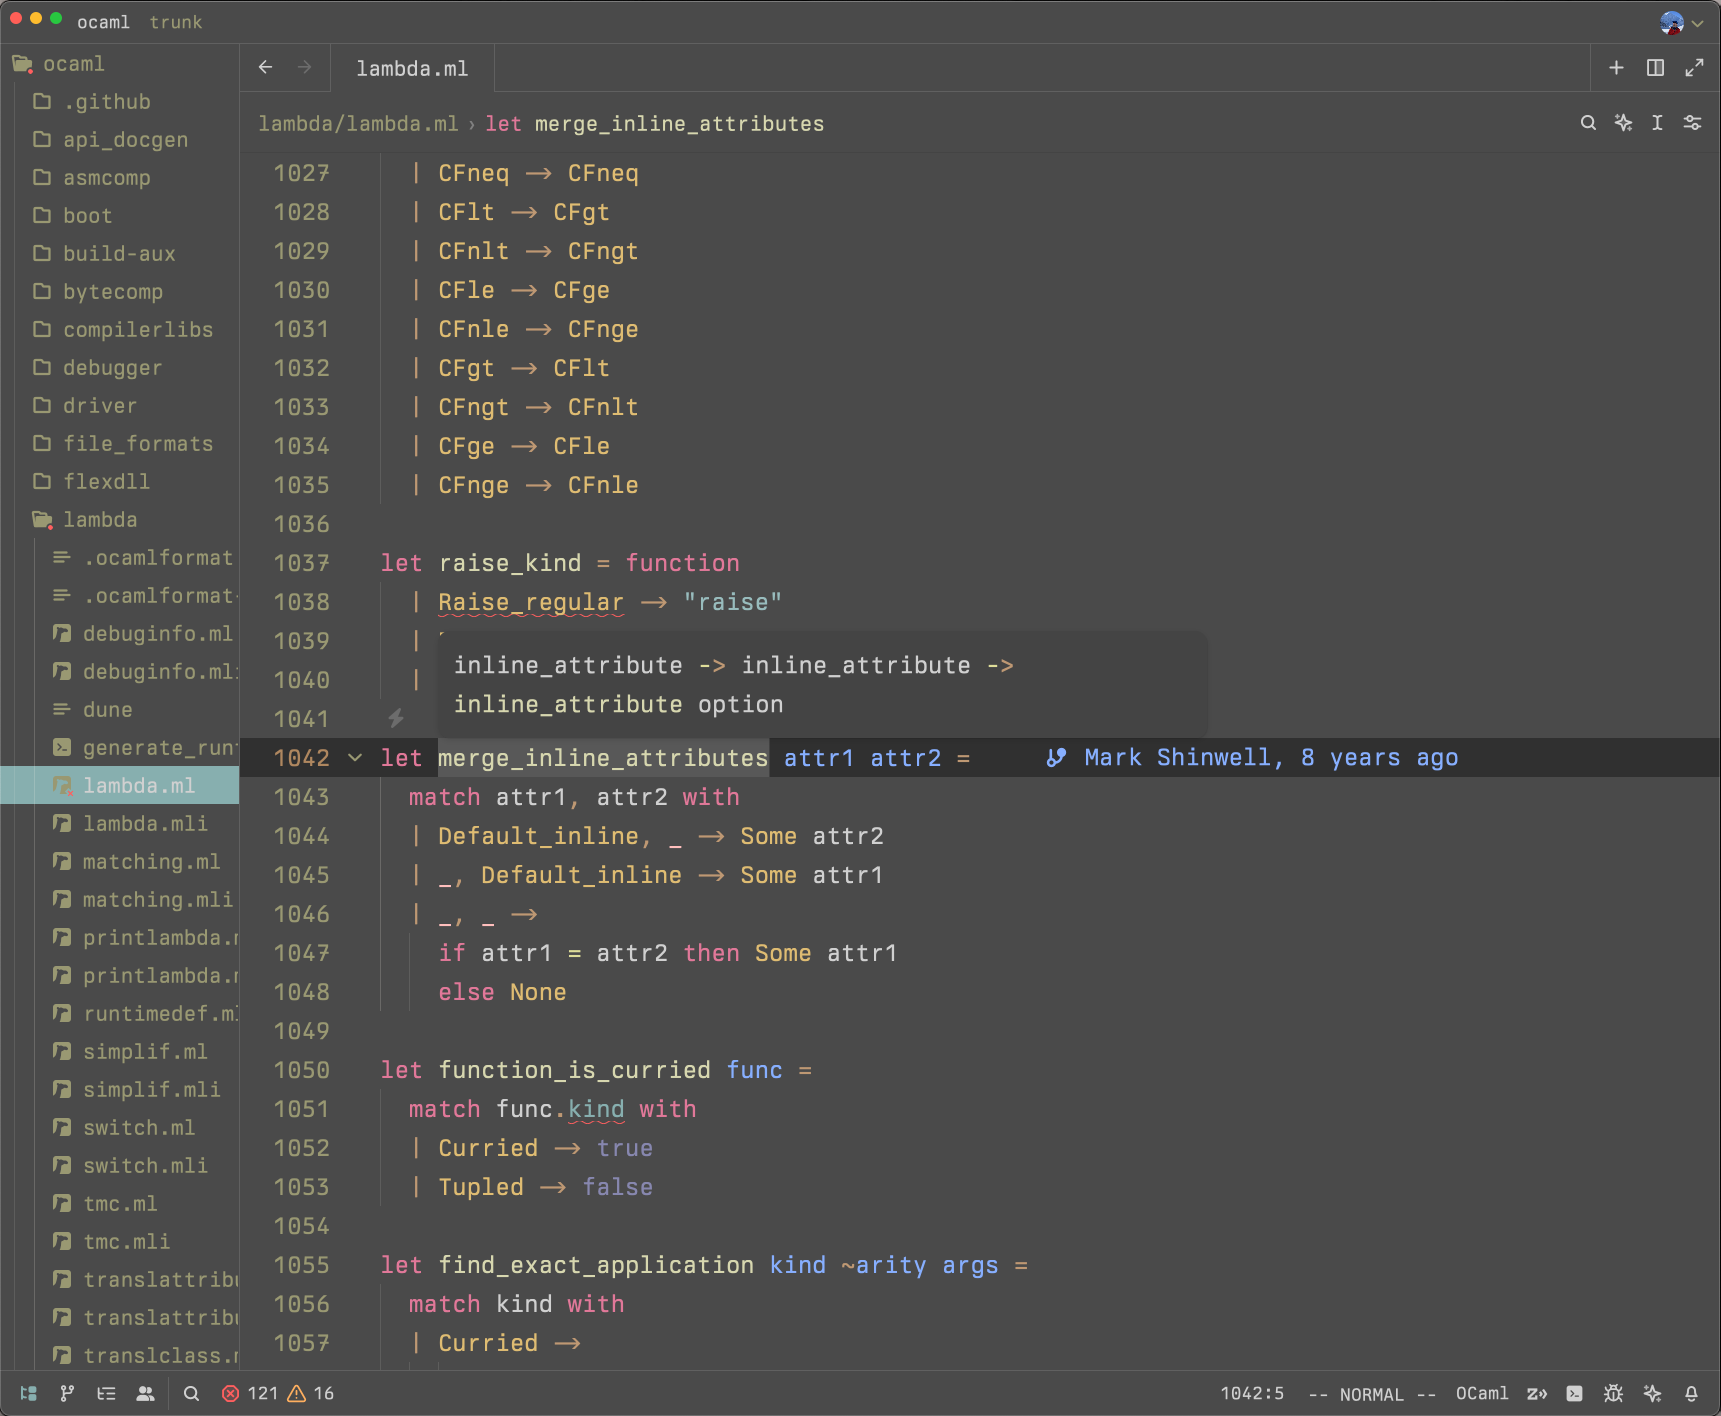 ocaml trunk
ocaml
.github
api_docgen
asmcomp
boot
build-aux
bytecomp
compilerlibs
debugger
driver
file_formats
flexdll
lambda
.ocamlformat
.ocamlformat-
debuginfo.ml
debuginfo.mli
dune
generate_runt
lambda.ml
lambda.mli
matching.ml
matching.mli
printlambda.m
printlambda.m
runtimedef.ml
simplif.ml
simplif.mli
switch.ml
switch.mli
tmc.ml
tmc.mli
translattribu
translattribu
translclass.m
lambda.ml
lambda/lambda.ml › let merge_inline_attributes
1027 | CFneq -> CFneq
1028 | CFlt -> CFgt
1029 | CFnlt -> CFngt
1030 | CFle -> CFge
1031 | CFnle -> CFnge
1032 | CFgt -> CFlt
1033 | CFngt -> CFnlt
1034 | CFge -> CFle
1035 | CFnge -> CFnle
1036
1037 let raise_kind = function
1038 | Raise_regular -> "raise"
1039 |
inline_attribute -> inline_attribute ->
1040 |
inline_attribute option
1041
1042 let merge_inline_attributes attr1 attr2 = Mark Shinwell, 8 years ago
1043 match attr1, attr2 with
1044 | Default_inline, _ -> Some attr2
1045 | _, Default_inline -> Some attr1
1046 | _, _ ->
1047 if attr1 = attr2 then Some attr1
1048 else None
1049
1050 let function_is_curried func =
1051 match func.kind with
1052 | Curried -> true
1053 | Tupled -> false
1054
1055 let find_exact_application kind ~arity args =
1056 match kind with
1057 | Curried ->
121 16 1042:5 -- NORMAL -- OCaml